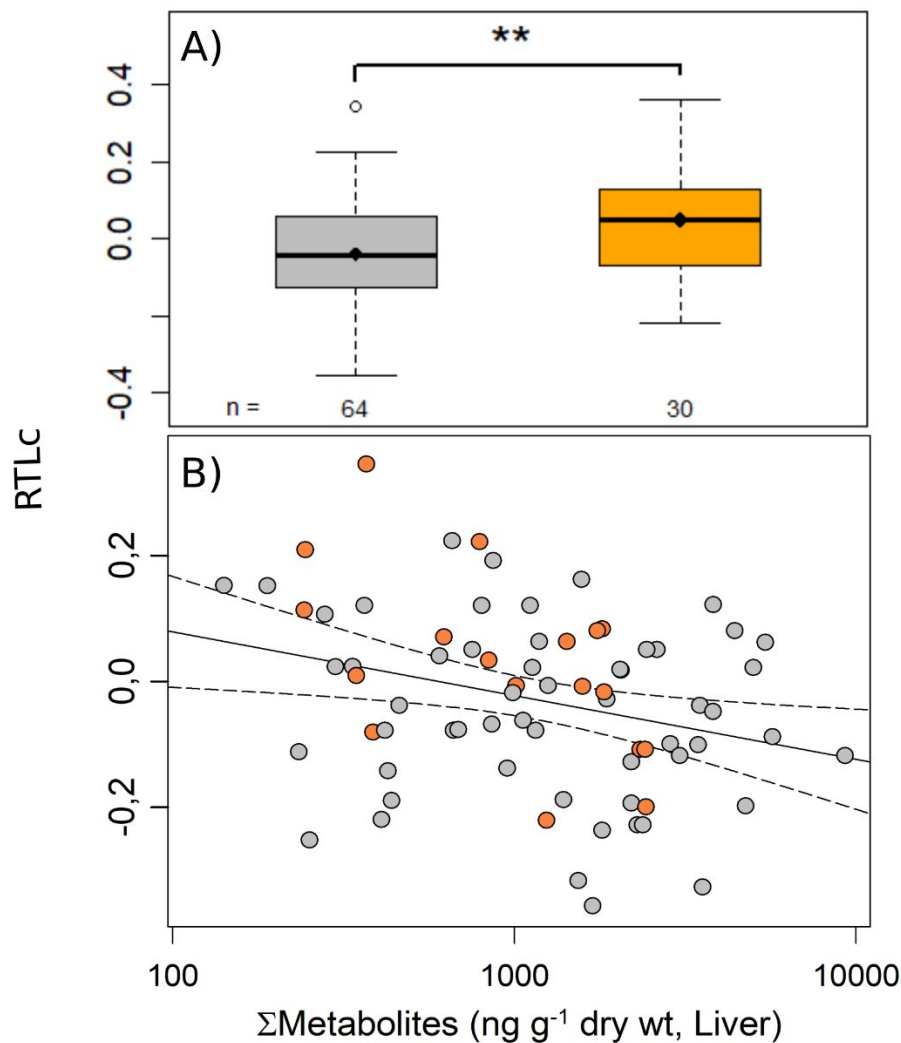 A)
**
0.4
0.2
0.0
-0.4
n = 64 30
RTLc
B)
0,2
0,0
-0,2
100 1000 10000
ΣMetabolites (ng g⁻¹ dry wt, Liver)